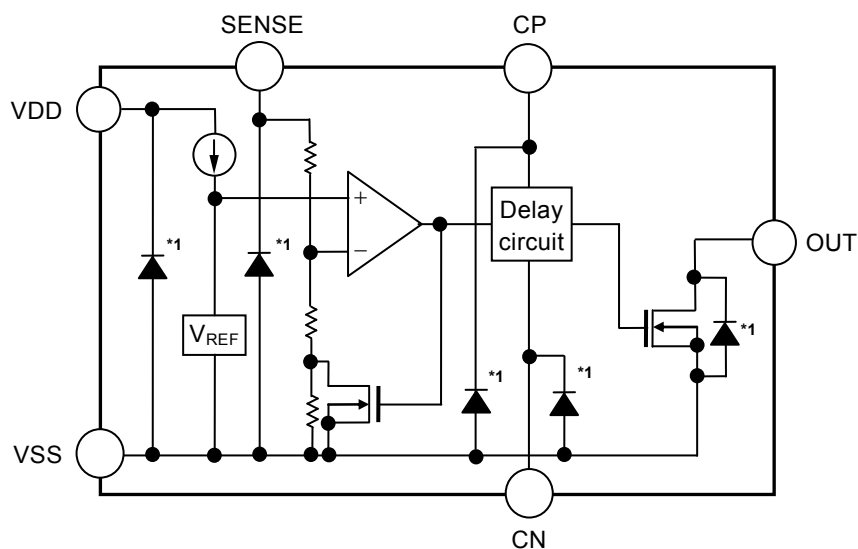 SENSE
CP
VDD
+
−
*1
*1
Delay
circuit
OUT
VREF
*1
*1
*1
VSS
CN